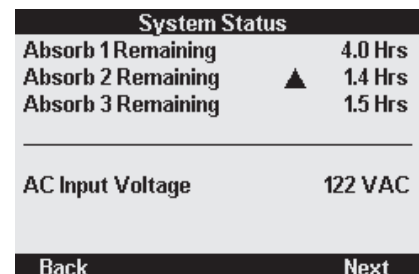 System Status
Absorb 1 Remaining 4.0 Hrs
Absorb 2 Remaining ▲ 1.4 Hrs
Absorb 3 Remaining 1.5 Hrs
AC Input Voltage 122 VAC
Back Next